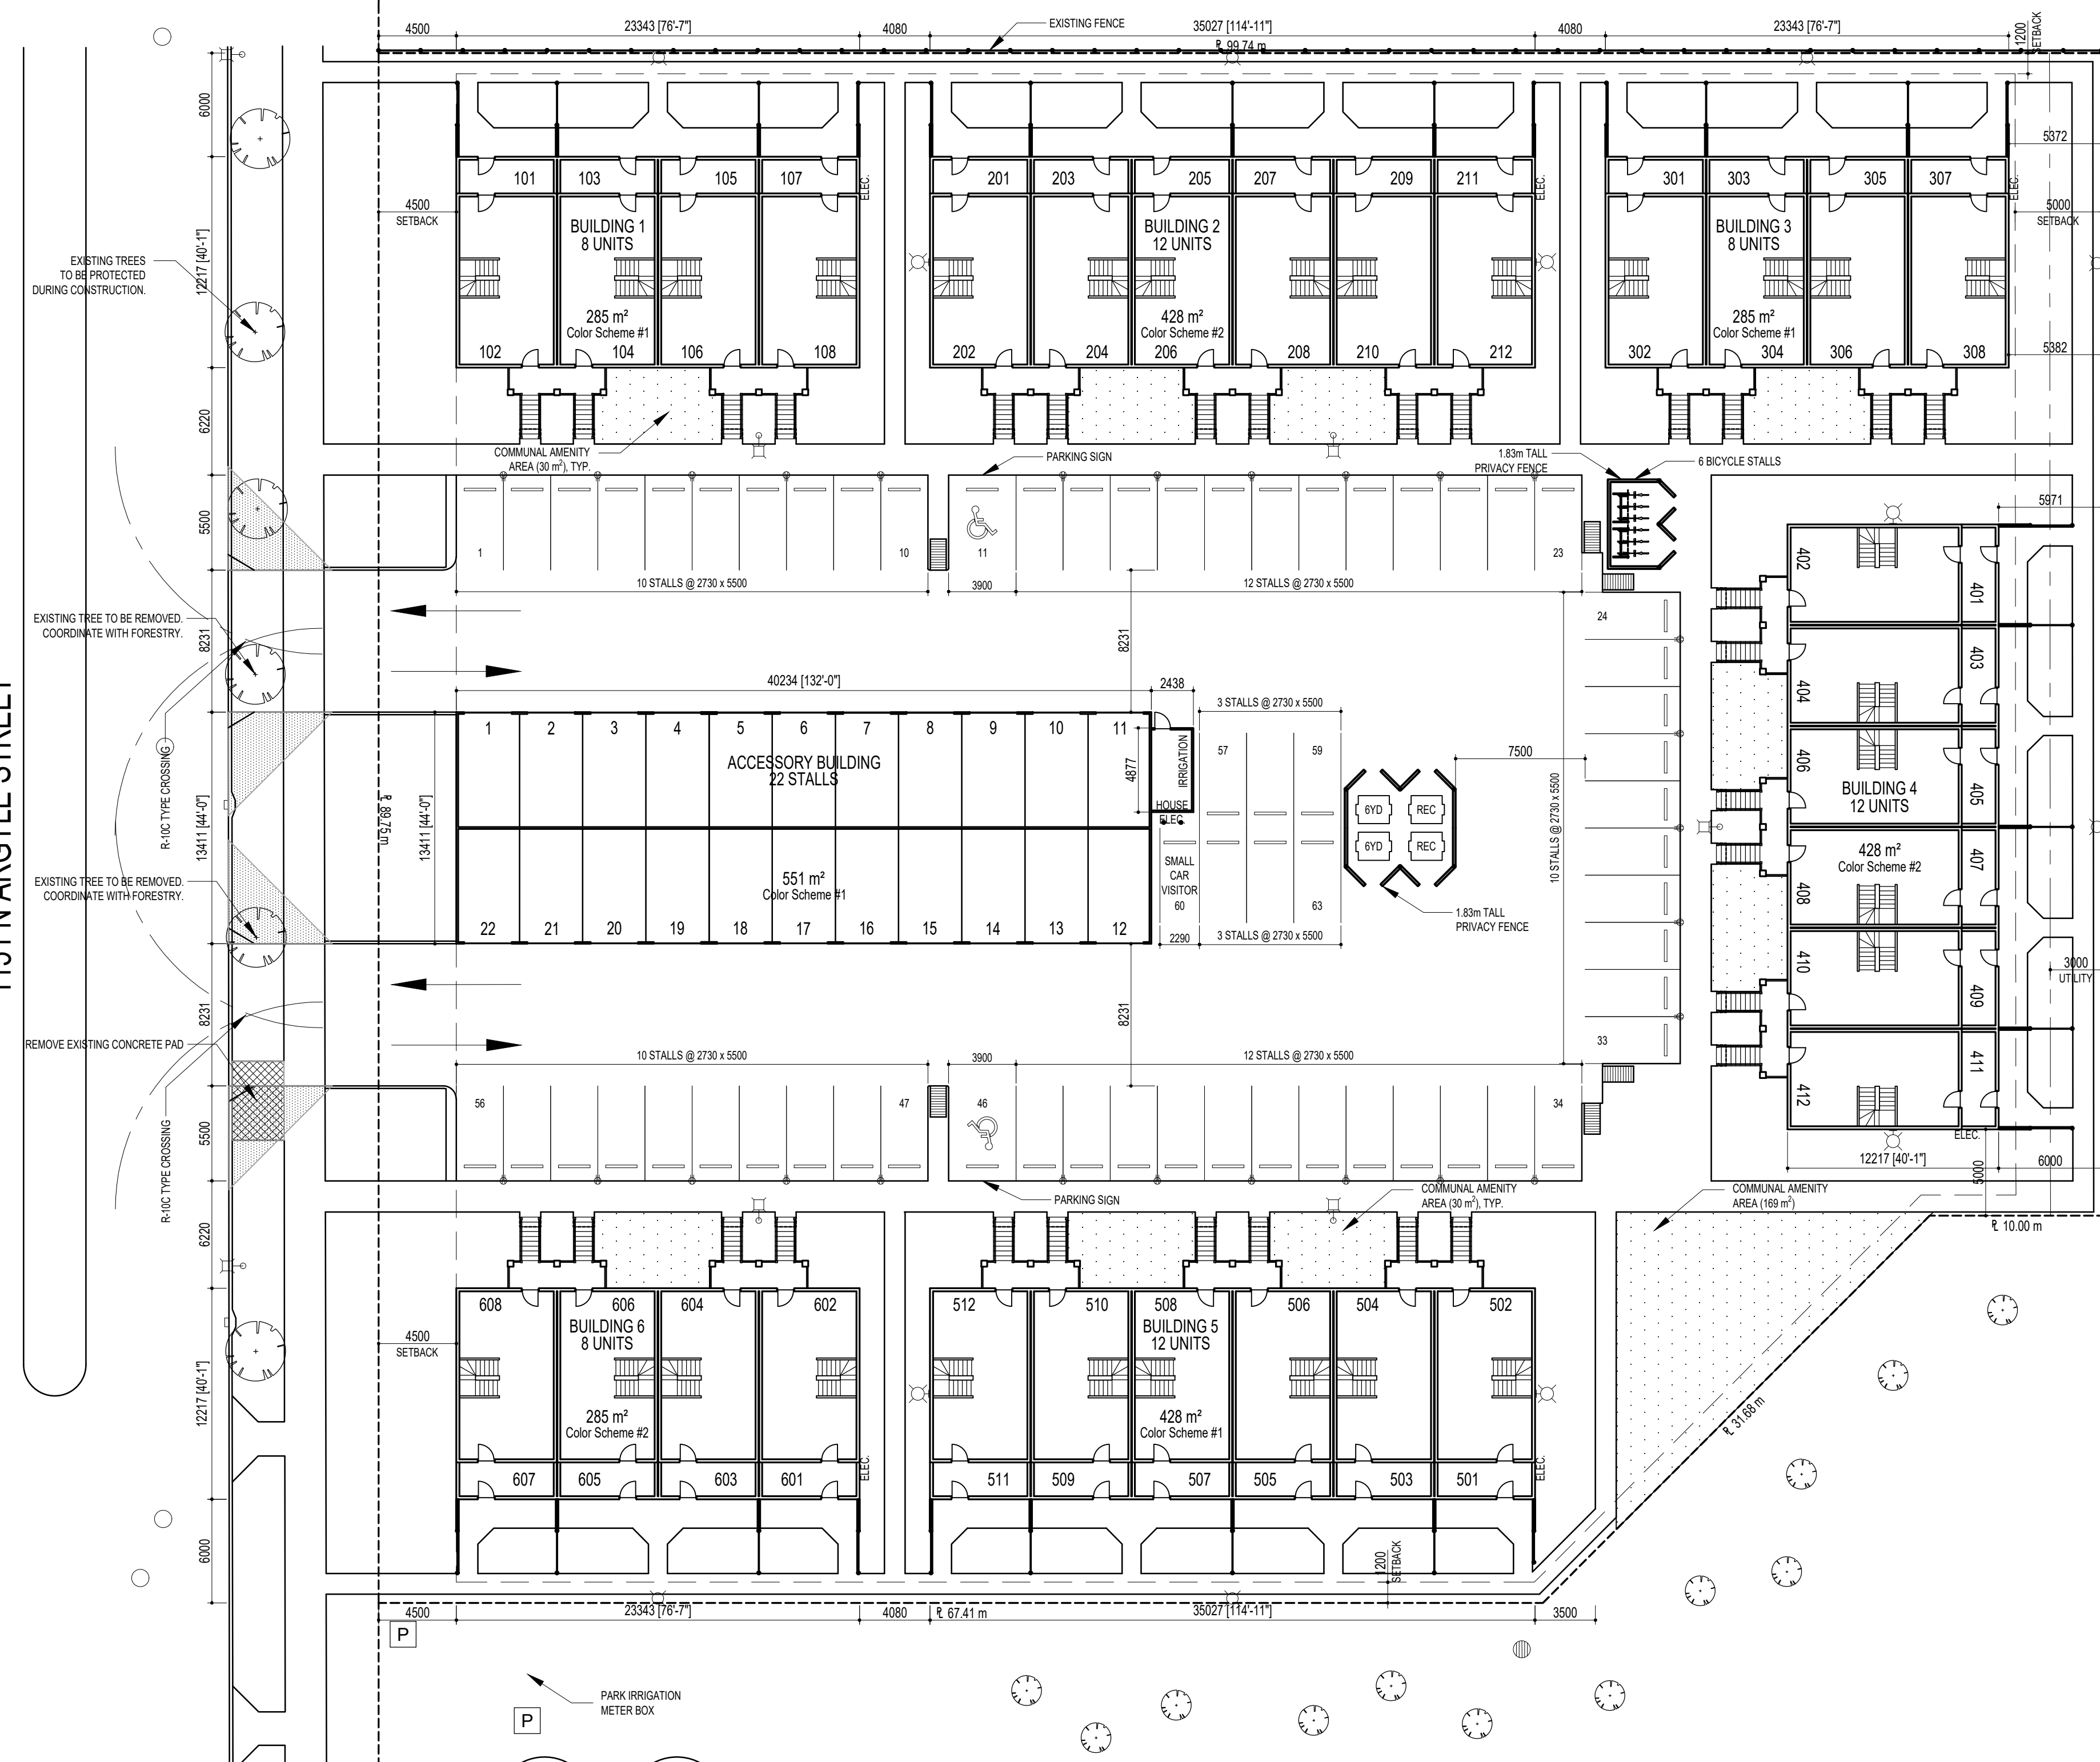 4500
23343 [76'-7"]
4080
35027 [114'-11"]
4080
23343 [76'-7"]
1200
SETBACK
EXISTING FENCE
99.74 m
6000
12217 [40'-1"]
6220
5500
8231
13411 [44'-0"]
8231
5500
6220
12217 [40'-1"]
6000
101
103
105
107
ELEC.
201
203
205
207
209
211
ELEC.
301
303
305
307
ELEC.
5372
4500
SETBACK
5000
SETBACK
BUILDING 1
8 UNITS
BUILDING 2
12 UNITS
BUILDING 3
8 UNITS
EXISTING TREES
TO BE PROTECTED
DURING CONSTRUCTION.
285 m²
Color Scheme #1
428 m²
Color Scheme #2
285 m²
Color Scheme #1
102
104
106
108
202
204
206
208
210
212
302
304
306
308
5382
COMMUNAL AMENITY
AREA (30 m²), TYP.
PARKING SIGN
1.83m TALL
PRIVACY FENCE
6 BICYCLE STALLS
5971
1
10
11
23
10 STALLS @ 2730 x 5500
3900
12 STALLS @ 2730 x 5500
24
EXISTING TREE TO BE REMOVED.
COORDINATE WITH FORESTRY.
8231
402
401
404
403
406
405
408
407
410
409
412
411
BUILDING 4
12 UNITS
428 m²
Color Scheme #2
40234 [132'-0"]
2438
3 STALLS @ 2730 x 5500
1
2
3
4
5
6
7
8
9
10
11
57
59
7500
R-10C TYPE CROSSING
89.75 m
13411 [44'-0"]
ACCESSORY BUILDING
22 STALLS
4877
IRRIGATION
HOUSE
ELEC.
6YD
REC
6YD
REC
10 STALLS @ 2730 x 5500
EXISTING TREE TO BE REMOVED.
COORDINATE WITH FORESTRY.
551 m²
Color Scheme #1
SMALL
CAR
VISITOR
60
63
1.83m TALL
PRIVACY FENCE
22
21
20
19
18
17
16
15
14
13
12
2290
3 STALLS @ 2730 x 5500
3000
UTILITY
8231
REMOVE EXISTING CONCRETE PAD
10 STALLS @ 2730 x 5500
3900
12 STALLS @ 2730 x 5500
33
56
47
46
34
R-10C TYPE CROSSING
ELEC.
12217 [40'-1"]
6000
5000
PARKING SIGN
COMMUNAL AMENITY
AREA (30 m²), TYP.
COMMUNAL AMENITY
AREA (169 m²)
10.00 m
608
606
604
602
512
510
508
506
504
502
BUILDING 6
8 UNITS
BUILDING 5
12 UNITS
4500
SETBACK
285 m²
Color Scheme #2
428 m²
Color Scheme #1
31.68 m
607
605
603
601
ELEC.
511
509
507
505
503
501
ELEC.
1200
SETBACK
4500
23343 [76'-7"]
4080
67.41 m
35027 [114'-11"]
3500
P
PARK IRRIGATION
METER BOX
P